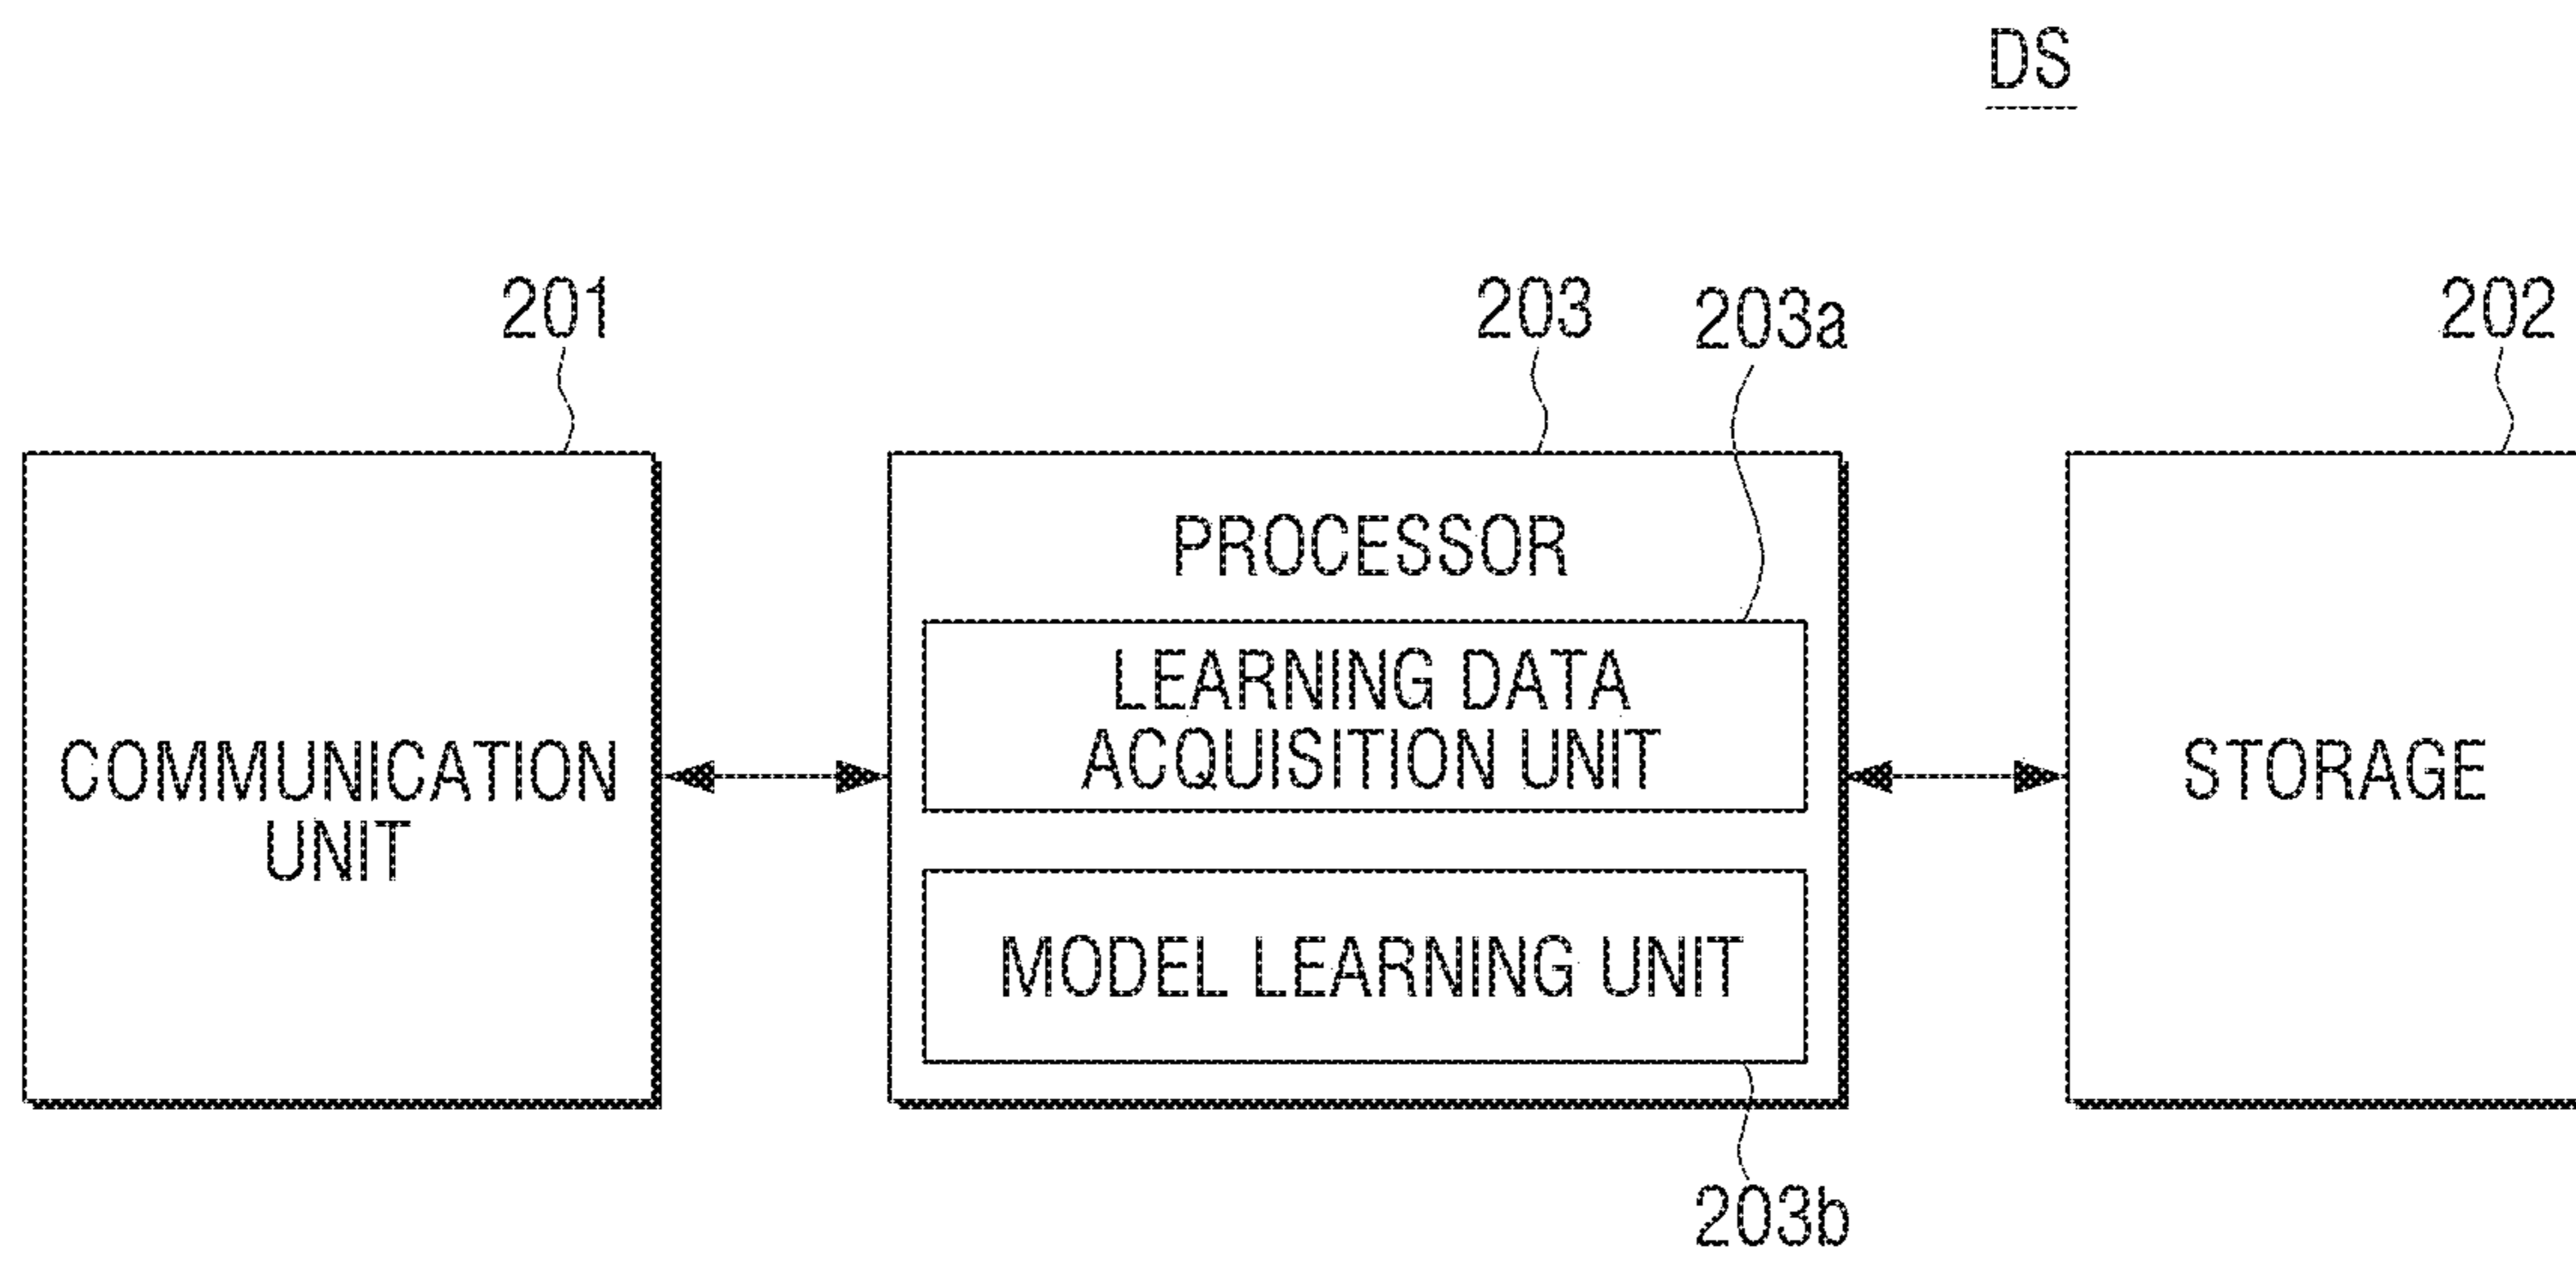 DS
201
203
203a
202
PROCESSOR
LEARNING DATA
ACQUISITION UNIT
COMMUNICATION
UNIT
STORAGE
MODEL LEARNING UNIT
203b